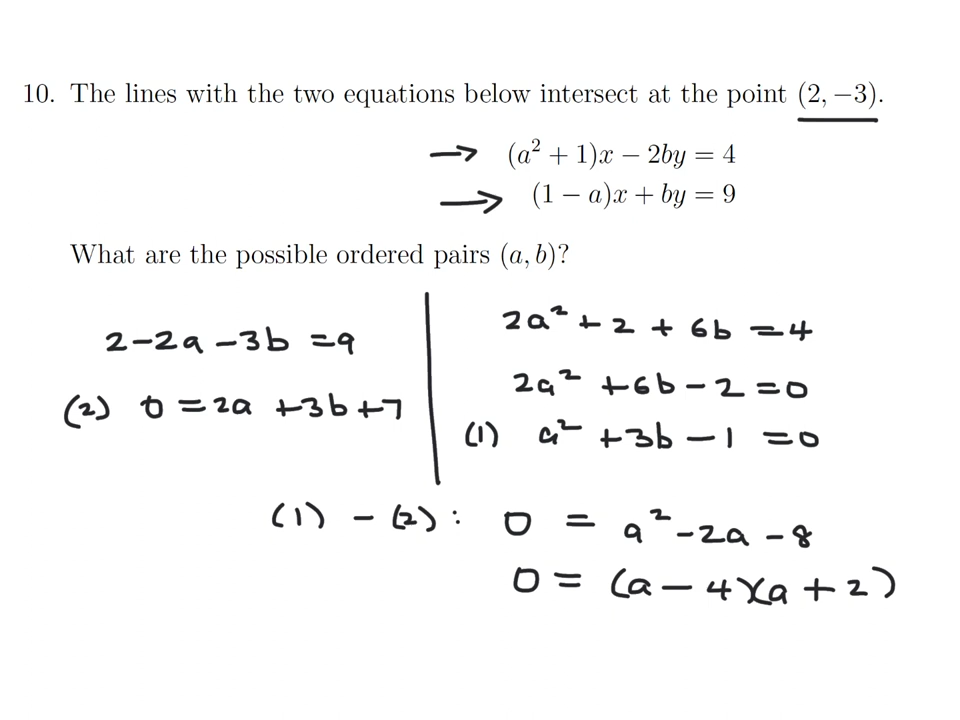 10. The lines with the two equations below intersect at the point (2, −3).
→ (a² + 1)x − 2by = 4
→ (1 − a)x + by = 9
What are the possible ordered pairs (a, b)?
2 − 2a − 3b = 9
(2) 0 = 2a + 3b + 7
2a² + 2 + 6b = 4
2a² + 6b − 2 = 0
(1) a² + 3b − 1 = 0
(1) − (2): 0 = a² − 2a − 8
0 = (a − 4)(a + 2)